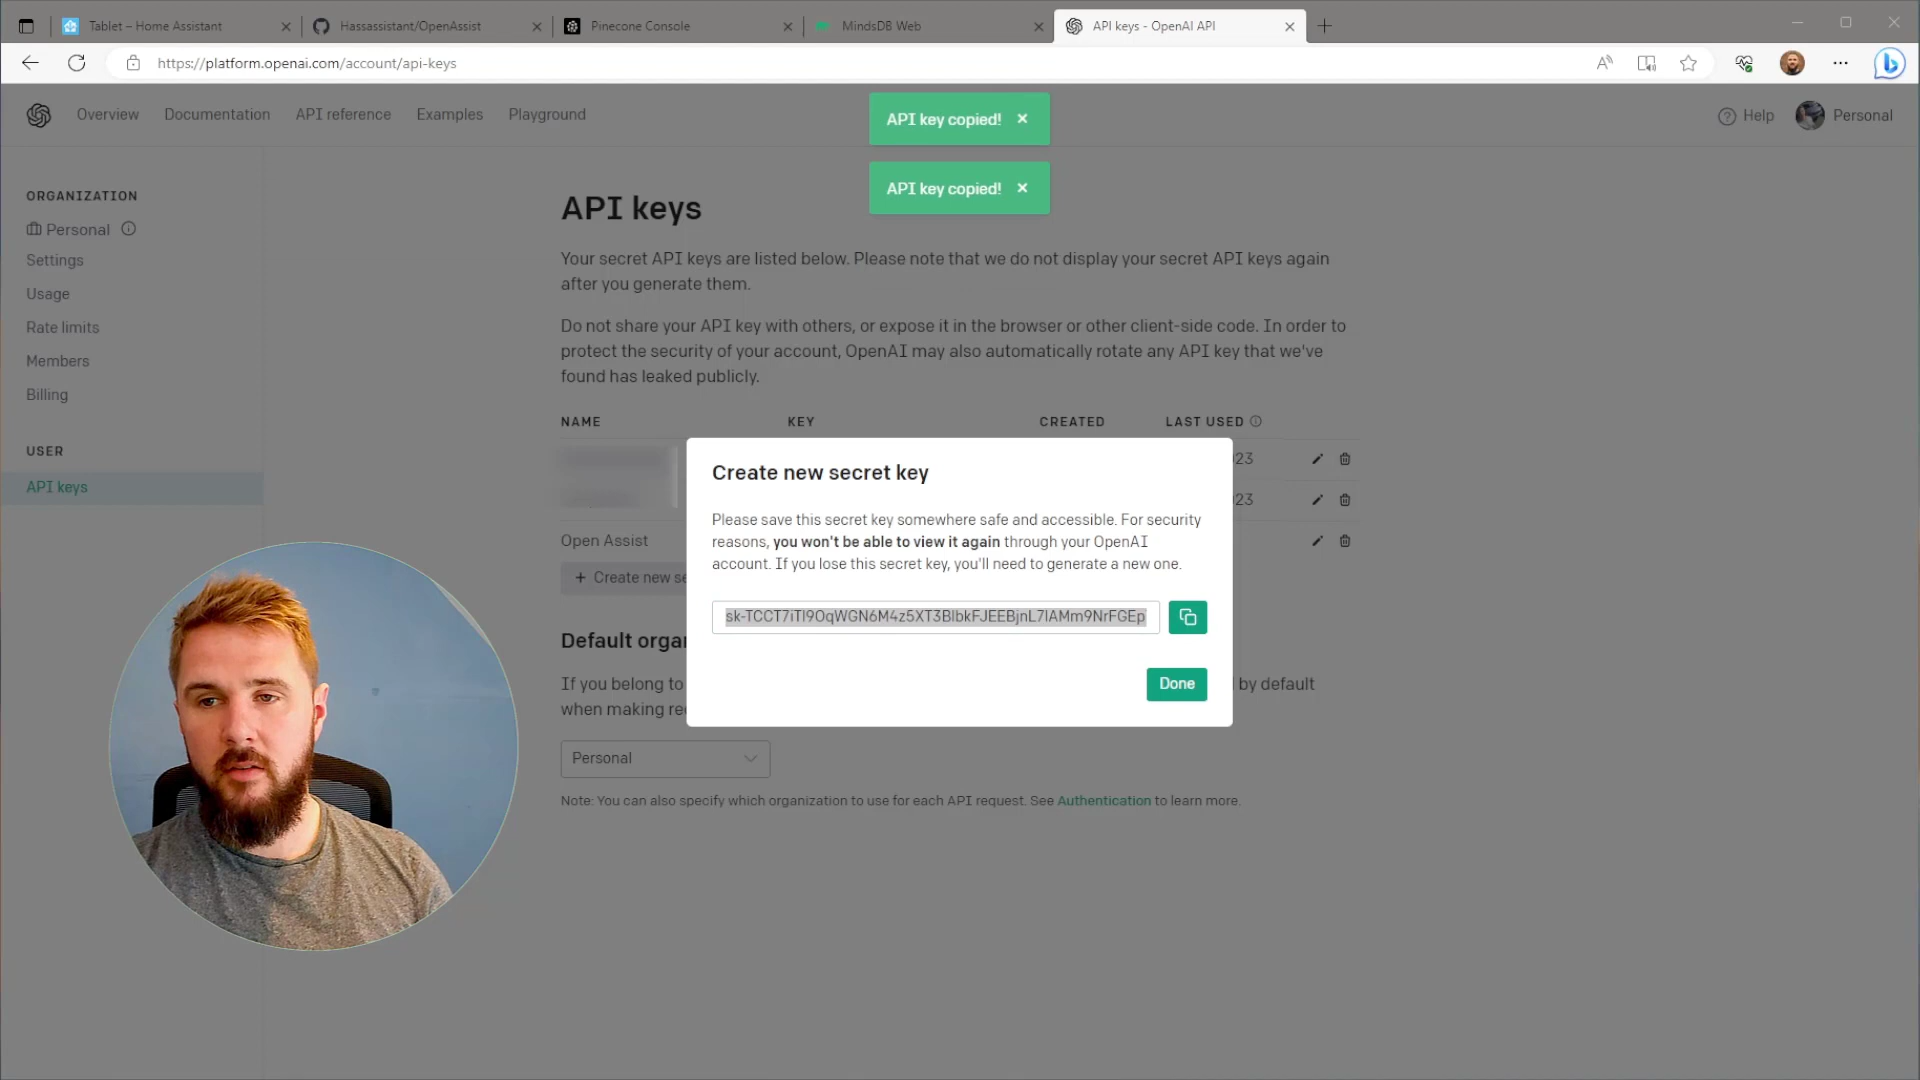 Tablet – Home Assistant
Hassassistant/OpenAssist
Pinecone Console
MindsDB Web
API keys - OpenAI API
https://platform.openai.com/account/api-keys
Overview
Documentation
API reference
Examples
Playground
API key copied!
Help
Personal
API key copied!
ORGANIZATION
Personal
Settings
Usage
Rate limits
Members
Billing
USER
API keys
API keys
Your secret API keys are listed below. Please note that we do not display your secret API keys again
after you generate them.
Do not share your API key with others, or expose it in the browser or other client-side code. In order to
protect the security of your account, OpenAI may also automatically rotate any API key that we've
found has leaked publicly.
NAME KEY CREATED LAST USED
23
23
Open Assist
+ Create new se
Create new secret key
Please save this secret key somewhere safe and accessible. For security
reasons, you won't be able to view it again through your OpenAI
account. If you lose this secret key, you'll need to generate a new one.
Done
Default orga
If you belong to
by default
when making re
Personal
Note: You can also specify which organization to use for each API request. See Authentication to learn more.